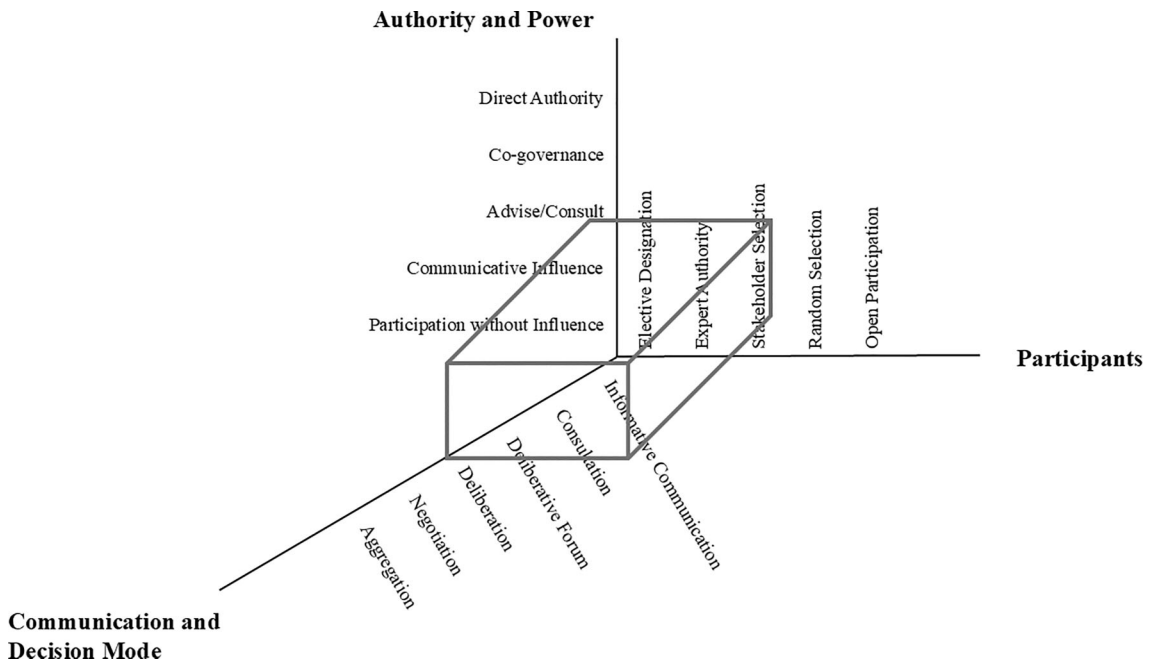 Authority and Power
Direct Authority
Co-governance
Advise/Consult
Communicative Influence
Participation without Influence
Elective Designation
Expert Authority
Stakeholder Selection
Random Selection
Open Participation
Participants
Informative Communication
Consultation
Deliberative Forum
Deliberation
Negotiation
Aggregation
Communication and
Decision Mode